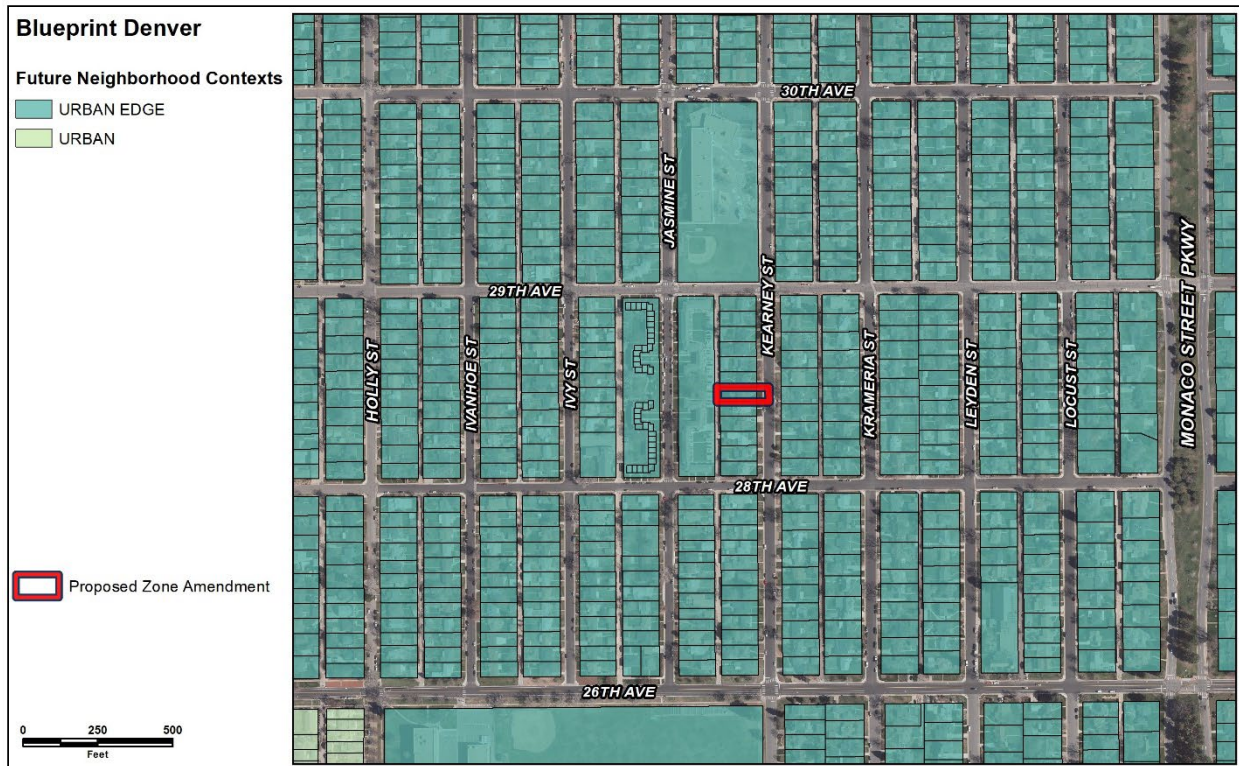 Blueprint Denver
Future Neighborhood Contexts
URBAN EDGE
URBAN
Proposed Zone Amendment
0 250 500
Feet
30TH AVE
JASMINE ST
KEARNEY ST
29TH AVE
HOLLY ST
IVANHOE ST
IVY ST
KRAMERIA ST
LEYDEN ST
LOCUST ST
MONACO STREET PKWY
28TH AVE
26TH AVE